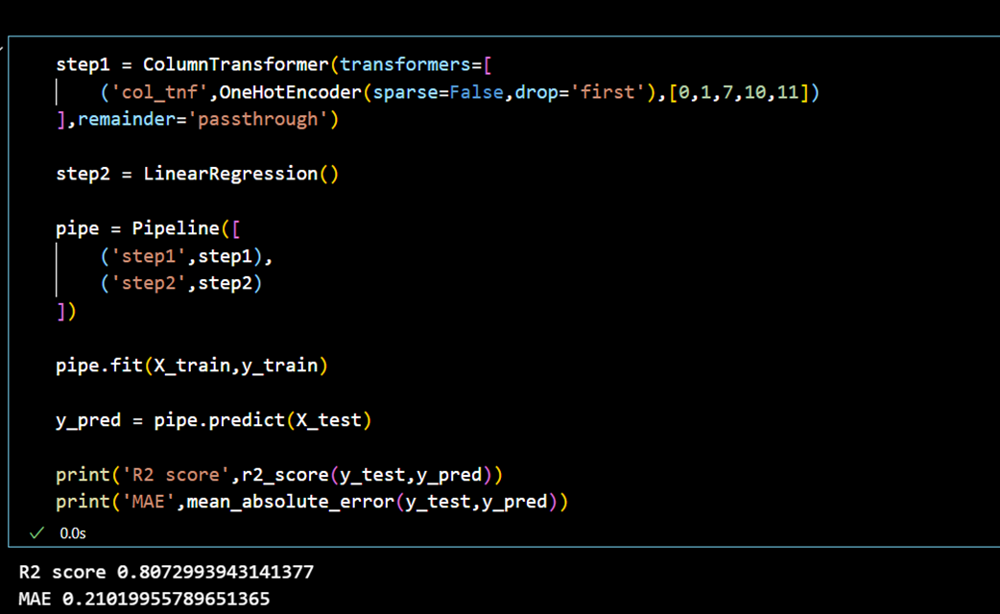 step1 = ColumnTransformer(transformers=[
    ('col_tnf',OneHotEncoder(sparse=False,drop='first'),[0,1,7,10,11])
],remainder='passthrough')
step2 = LinearRegression()
pipe = Pipeline([
    ('step1',step1),
    ('step2',step2)
])
pipe.fit(X_train,y_train)
y_pred = pipe.predict(X_test)
print('R2 score',r2_score(y_test,y_pred))
print('MAE',mean_absolute_error(y_test,y_pred))
0.0s
R2 score 0.8072993943141377
MAE 0.21019955789651365